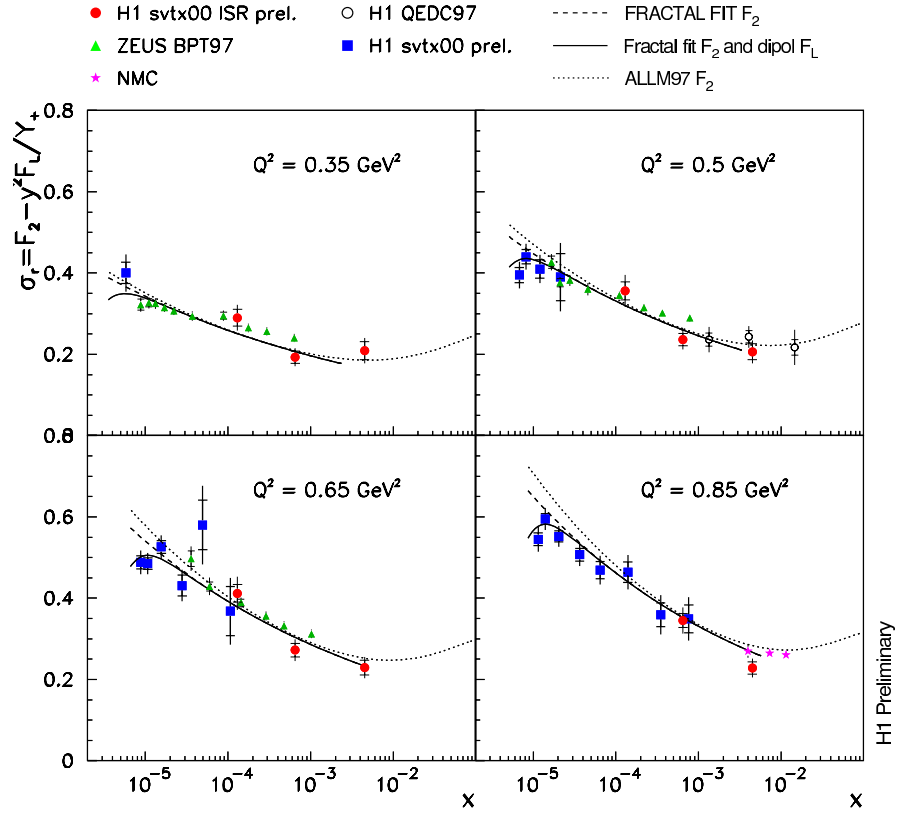 H1 svtx00 ISR prel.
H1 QEDC97
FRACTAL FIT F₂
ZEUS BPT97
H1 svtx00 prel.
Fractal fit F₂ and dipol F_L
NMC
ALLM97 F₂
σᵣ=F₂−y²F_L/Y₊
0.8
Q² = 0.35 GeV²
Q² = 0.5 GeV²
0.6
0.4
0.2
0.8
Q² = 0.65 GeV²
Q² = 0.85 GeV²
0.6
0.4
0.2
0
10⁻⁵ 10⁻⁴ 10⁻³ 10⁻² 10⁻⁵ 10⁻⁴ 10⁻³ 10⁻²
x x
H1 Preliminary